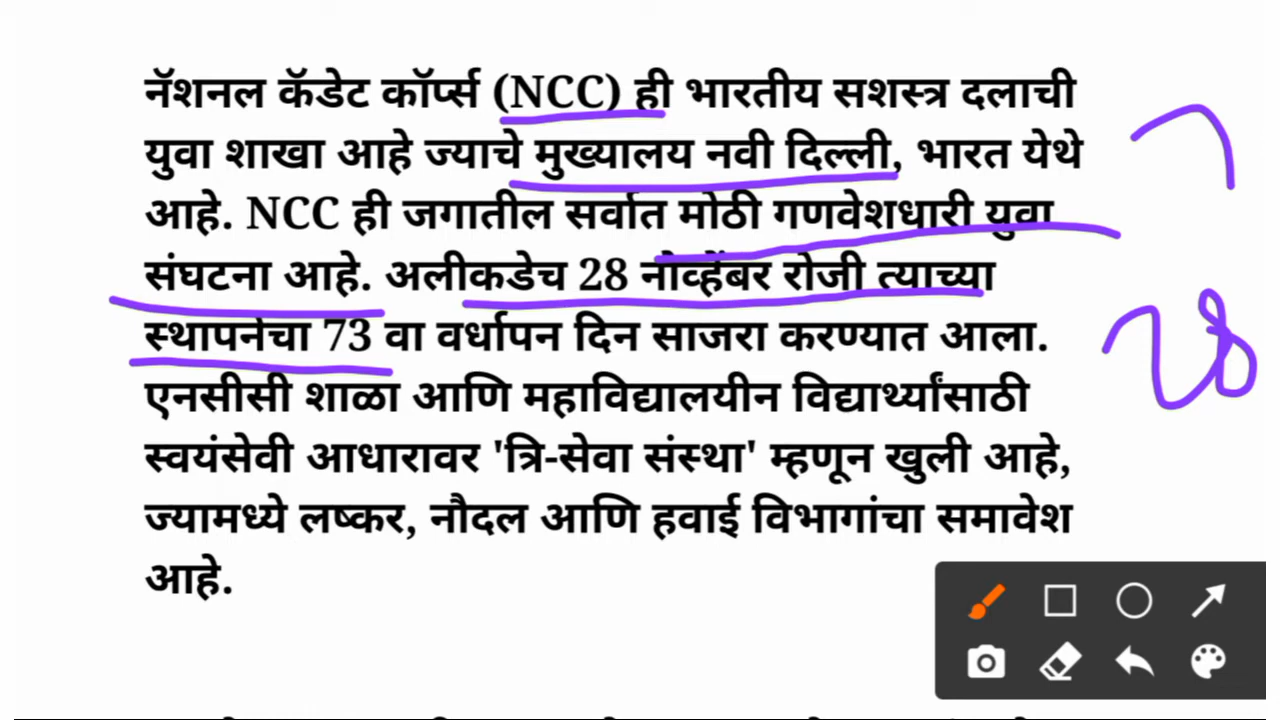 नॅशनल कॅडेट कॉर्प्स (NCC) ही भारतीय सशस्त्र दलाची
युवा शाखा आहे ज्याचे मुख्यालय नवी दिल्ली, भारत येथे
आहे. NCC ही जगातील सर्वात मोठी गणवेशधारी युवा
संघटना आहे. अलीकडेच 28 नोव्हेंबर रोजी त्याच्या
स्थापनेचा 73 वा वर्धापन दिन साजरा करण्यात आला.
28
एनसीसी शाळा आणि महाविद्यालयीन विद्यार्थ्यांसाठी
स्वयंसेवी आधारावर 'त्रि-सेवा संस्था' म्हणून खुली आहे,
ज्यामध्ये लष्कर, नौदल आणि हवाई विभागांचा समावेश
आहे.